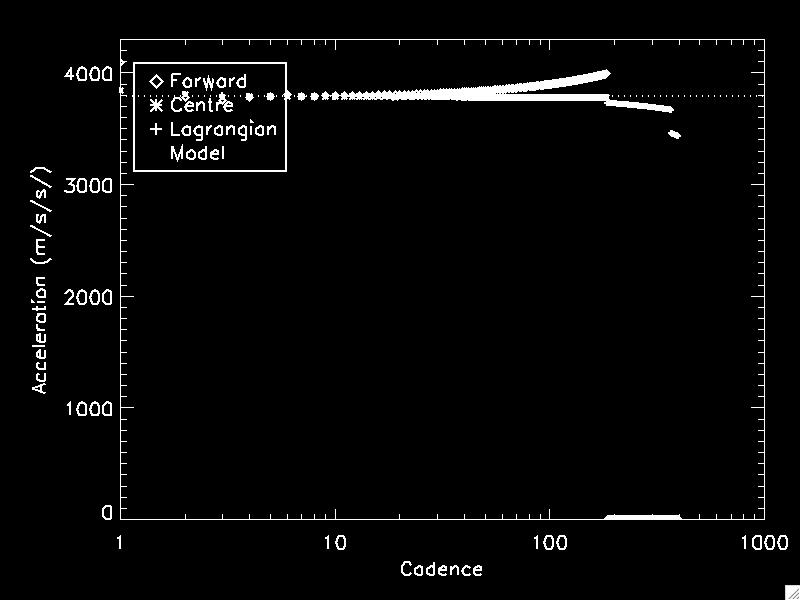 4000
3000
2000
1000
0
Acceleration (m/s/s/)
Forward
Centre
Lagrangian
Model
1 10 100 1000
Cadence